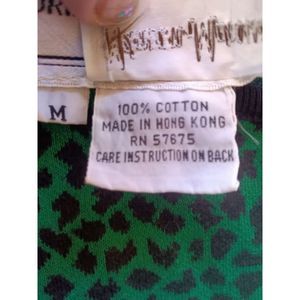 M
100% COTTON
MADE IN HONG KONG
RN 57675
CARE INSTRUCTION ON BACK